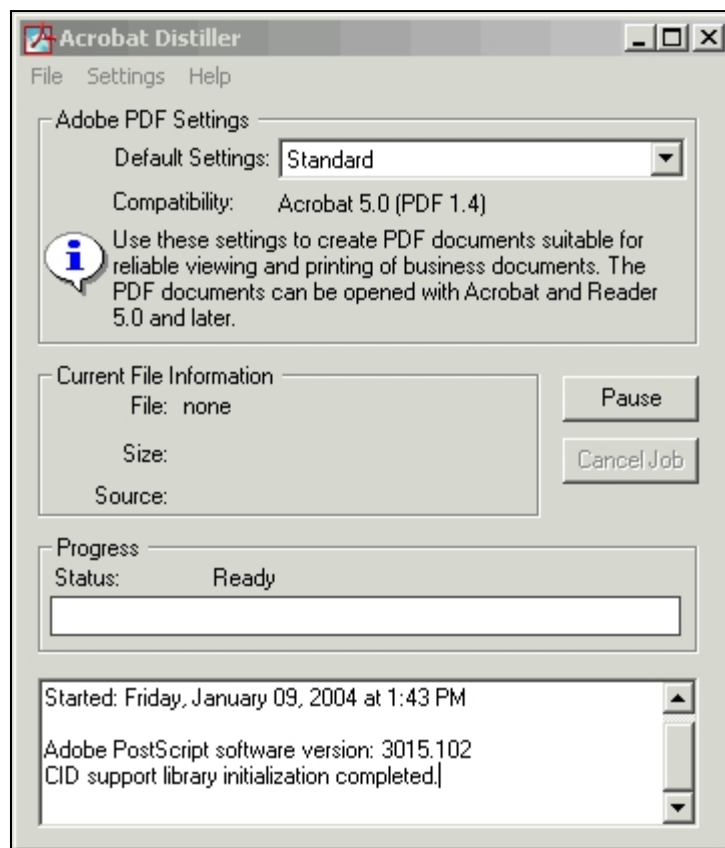 Acrobat Distiller
File Settings Help
Adobe PDF Settings
Default Settings: Standard
Compatibility: Acrobat 5.0 (PDF 1.4)
Use these settings to create PDF documents suitable for
reliable viewing and printing of business documents. The
PDF documents can be opened with Acrobat and Reader
5.0 and later.
Current File Information
File: none
Size:
Source:
Pause
Cancel Job
Progress
Status: Ready
Started: Friday, January 09, 2004 at 1:43 PM
Adobe PostScript software version: 3015.102
CID support library initialization completed.